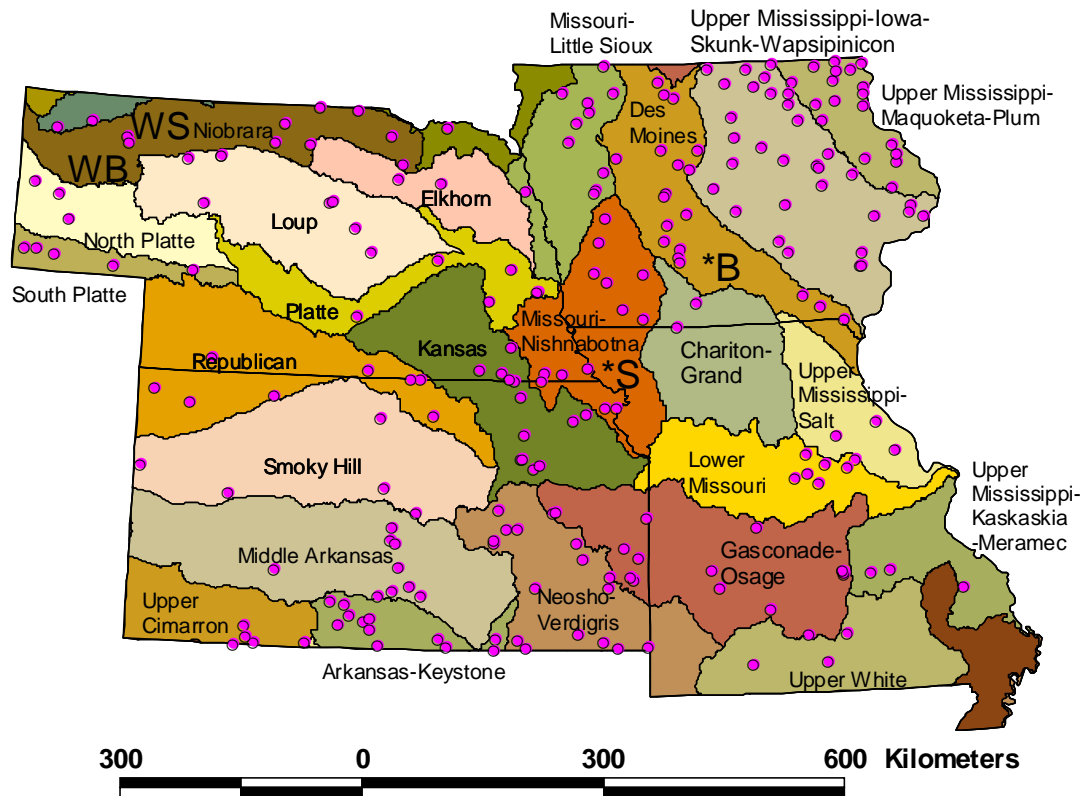 Missouri-
Little Sioux
Upper Mississippi-Iowa-
Skunk-Wapsipinicon
Upper Mississippi-
Maquoketa-Plum
Des
Moines
WS
Niobrara
WB
Elkhorn
Loup
North Platte
South Platte
Platte
*B
Missouri-
Nishnabotna
Kansas
*S
Chariton-
Grand
Republican
Upper
Mississippi-
Salt
Smoky Hill
Lower
Missouri
Upper
Mississippi-
Kaskaskia
-Meramec
Middle Arkansas
Gasconade-
Osage
Upper
Cimarron
Neosho-
Verdigris
Arkansas-Keystone
Upper White
300 0 300 600 Kilometers